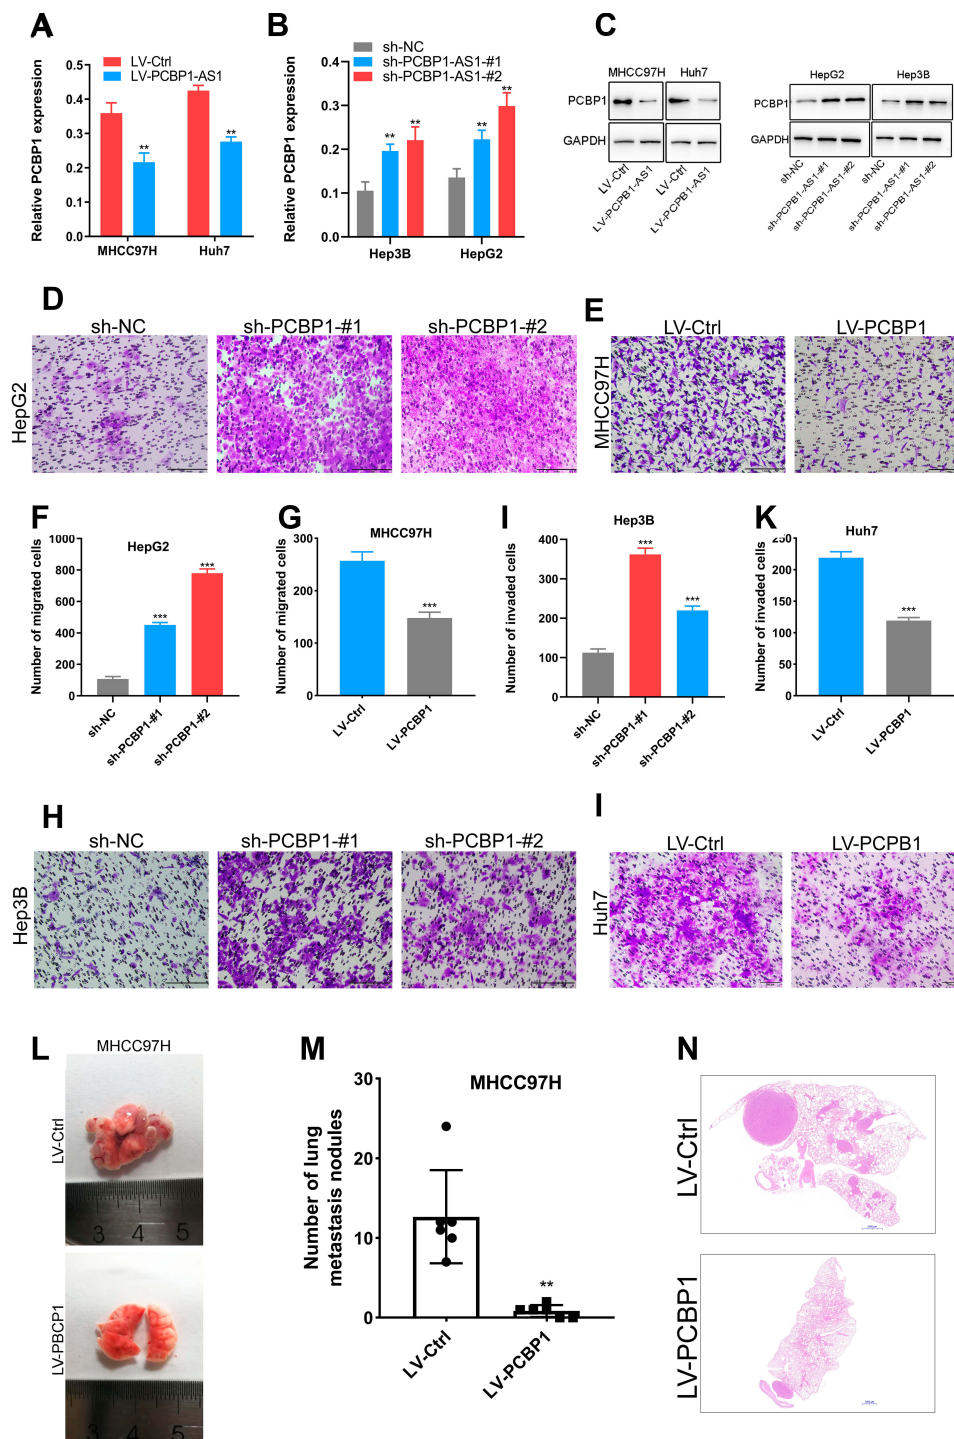 A
LV-Ctrl
LV-PCBP1-AS1
Relative PCBP1 expression
0.4
0.2
0.0
MHCC97H Huh7
B
sh-NC
sh-PCBP1-AS1-#1
sh-PCBP1-AS1-#2
Relative PCBP1 expression
0.4
0.3
0.2
0.1
0.0
** ** ** **
Hep3B HepG2
C
MHCC97H Huh7
PCBP1
GAPDH
LV-Ctrl
LV-PCPB1-AS1
LV-Ctrl
LV-PCPB1-AS1
HepG2 Hep3B
PCBP1
GAPDH
sh-NC
sh-PCPB1-AS1-#1
sh-PCPB1-AS1-#2
sh-NC
sh-PCPB1-AS1-#1
sh-PCPB1-AS1-#2
D
sh-NC sh-PCBP1-#1 sh-PCBP1-#2
HepG2
E
LV-Ctrl LV-PCBP1
MHCC97H
F
HepG2
Number of migrated cells
1000
800
600
400
200
0
***
***
sh-NC
sh-PCBP1-#1
sh-PCBP1-#2
G
MHCC97H
Number of migrated cells
300
200
100
0
***
LV-Ctrl
LV-PCBP1
I
Hep3B
Number of invaded cells
400
300
200
100
0
***
***
sh-NC
sh-PCBP1-#1
sh-PCBP1-#2
K
Huh7
Number of invaded cells
250
200
150
100
50
0
***
LV-Ctrl
LV-PCBP1
H
sh-NC sh-PCBP1-#1 sh-PCBP1-#2
Hep3B
I
LV-Ctrl LV-PCPB1
Huh7
L
MHCC97H
LV-Ctrl
3 4 5
LV-PBCP1
3 4 5
M
MHCC97H
Number of lung
metastasis nodules
30
20
10
0
**
LV-Ctrl
LV-PCBP1
N
LV-Ctrl
LV-PCBP1